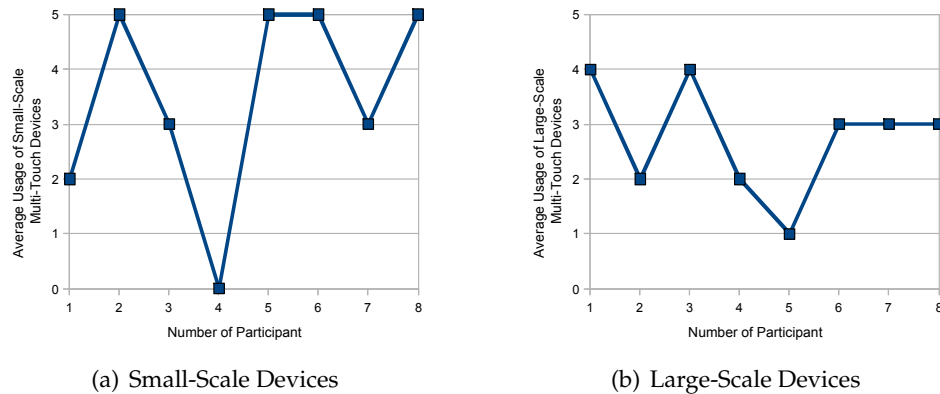 Average Usage of Small-Scale
Multi-Touch Devices
5
4
3
2
1
0
1 2 3 4 5 6 7 8
Number of Participant
(a) Small-Scale Devices
Average Usage of Large-Scale
Multi-Touch Devices
5
4
3
2
1
0
1 2 3 4 5 6 7 8
Number of Participant
(b) Large-Scale Devices